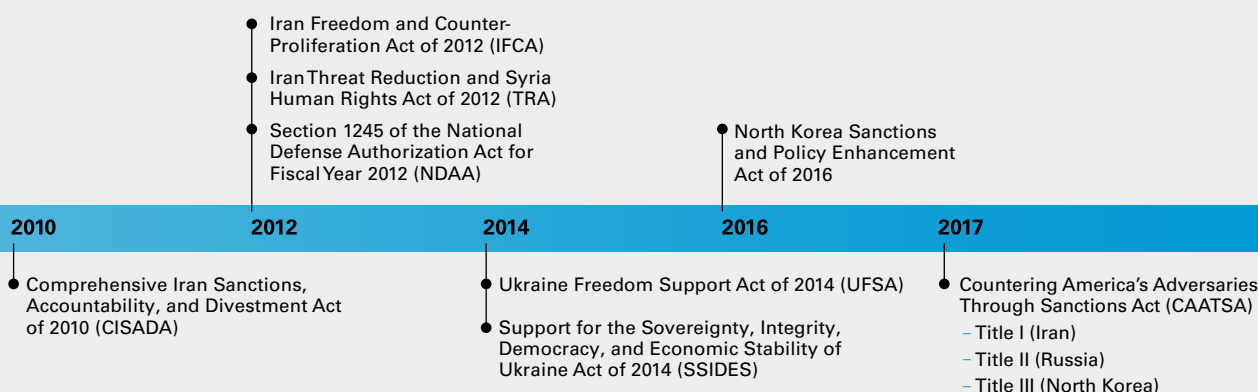 Iran Freedom and Counter-
Proliferation Act of 2012 (IFCA)
Iran Threat Reduction and Syria
Human Rights Act of 2012 (TRA)
Section 1245 of the National
Defense Authorization Act for
Fiscal Year 2012 (NDAA)
North Korea Sanctions
and Policy Enhancement
Act of 2016
2010
2012
2014
2016
2017
Comprehensive Iran Sanctions,
Accountability, and Divestment Act
of 2010 (CISADA)
Ukraine Freedom Support Act of 2014 (UFSA)
Support for the Sovereignty, Integrity,
Democracy, and Economic Stability of
Ukraine Act of 2014 (SSIDES)
Countering America’s Adversaries
Through Sanctions Act (CAATSA)
– Title I (Iran)
– Title II (Russia)
– Title III (North Korea)